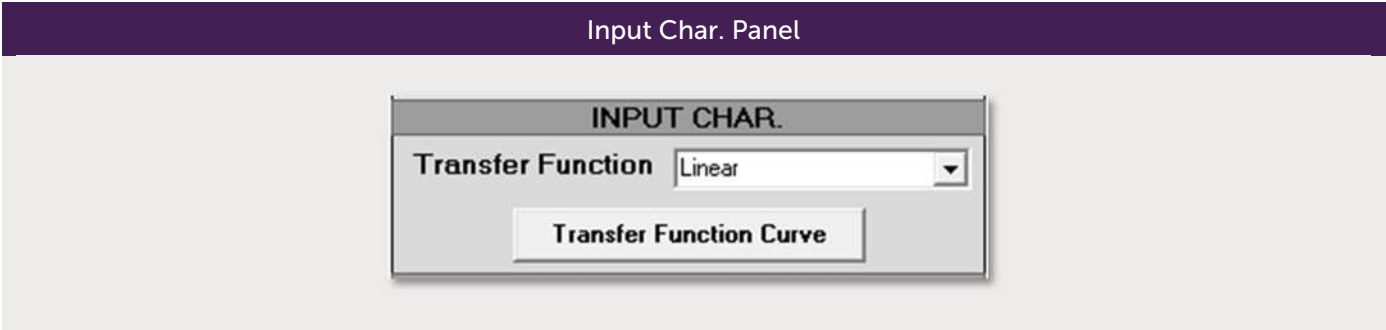 Input Char. Panel
INPUT CHAR.
Transfer Function Linear
Transfer Function Curve